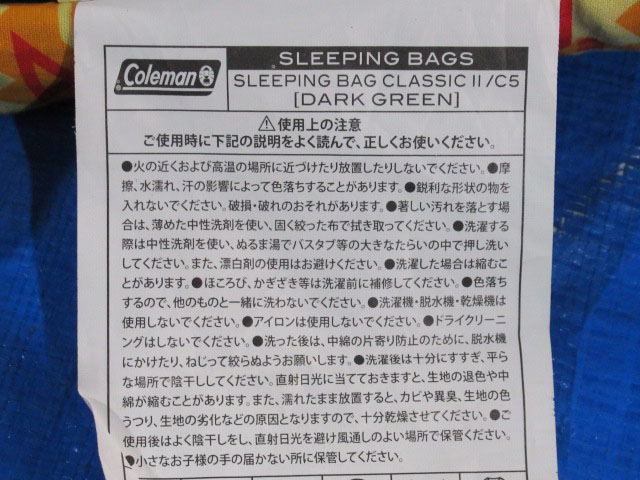 Coleman
SLEEPING BAGS
SLEEPING BAG CLASSIC II/C5
[DARK GREEN]
⚠使用上の注意
ご使用時に下記の説明をよく読んで、正しくお使いください。
●火の近くおよび高温の場所に近づけたり放置したりしないでください。●摩
擦、水濡れ、汗の影響によって色落ちすることがあります。●鋭利な形状の物を
入れないでください。破損・破れのおそれがあります。●著しい汚れを落とす場
合は、薄めた中性洗剤を使い、固く絞った布で拭き取ってください。●洗濯する
際は中性洗剤を使い、ぬるま湯でバスタブ等の大きなたらいの中で押し洗い
してください。また、漂白剤の使用はお避けください。●洗濯した場合は縮むこ
とがあります。●ほころび、かぎざき等は洗濯前に補修してください。●色落ち
するので、他のものと一緒に洗わないでください。●洗濯機・脱水機・乾燥機は
使用しないでください。●アイロンは使用しないでください。●ドライクリーニ
ングはしないでください。●洗った後は、中綿の片寄り防止のために、脱水機
にかけたり、ねじって絞らぬようお願いします。●洗濯後は十分にすすぎ、平ら
な場所で陰干ししてください。直射日光に当てておきますと、生地の退色や中
綿が縮むことがあります。また、濡れたまま放置すると、カビや異臭、生地の色
うつり、生地の劣化などの原因となりますので、十分乾燥させてください。●ご
使用後はよく陰干しをし、直射日光を避け風通しのよい場所で保管ください。
●小さなお子様の手の届かない所に保管してください。